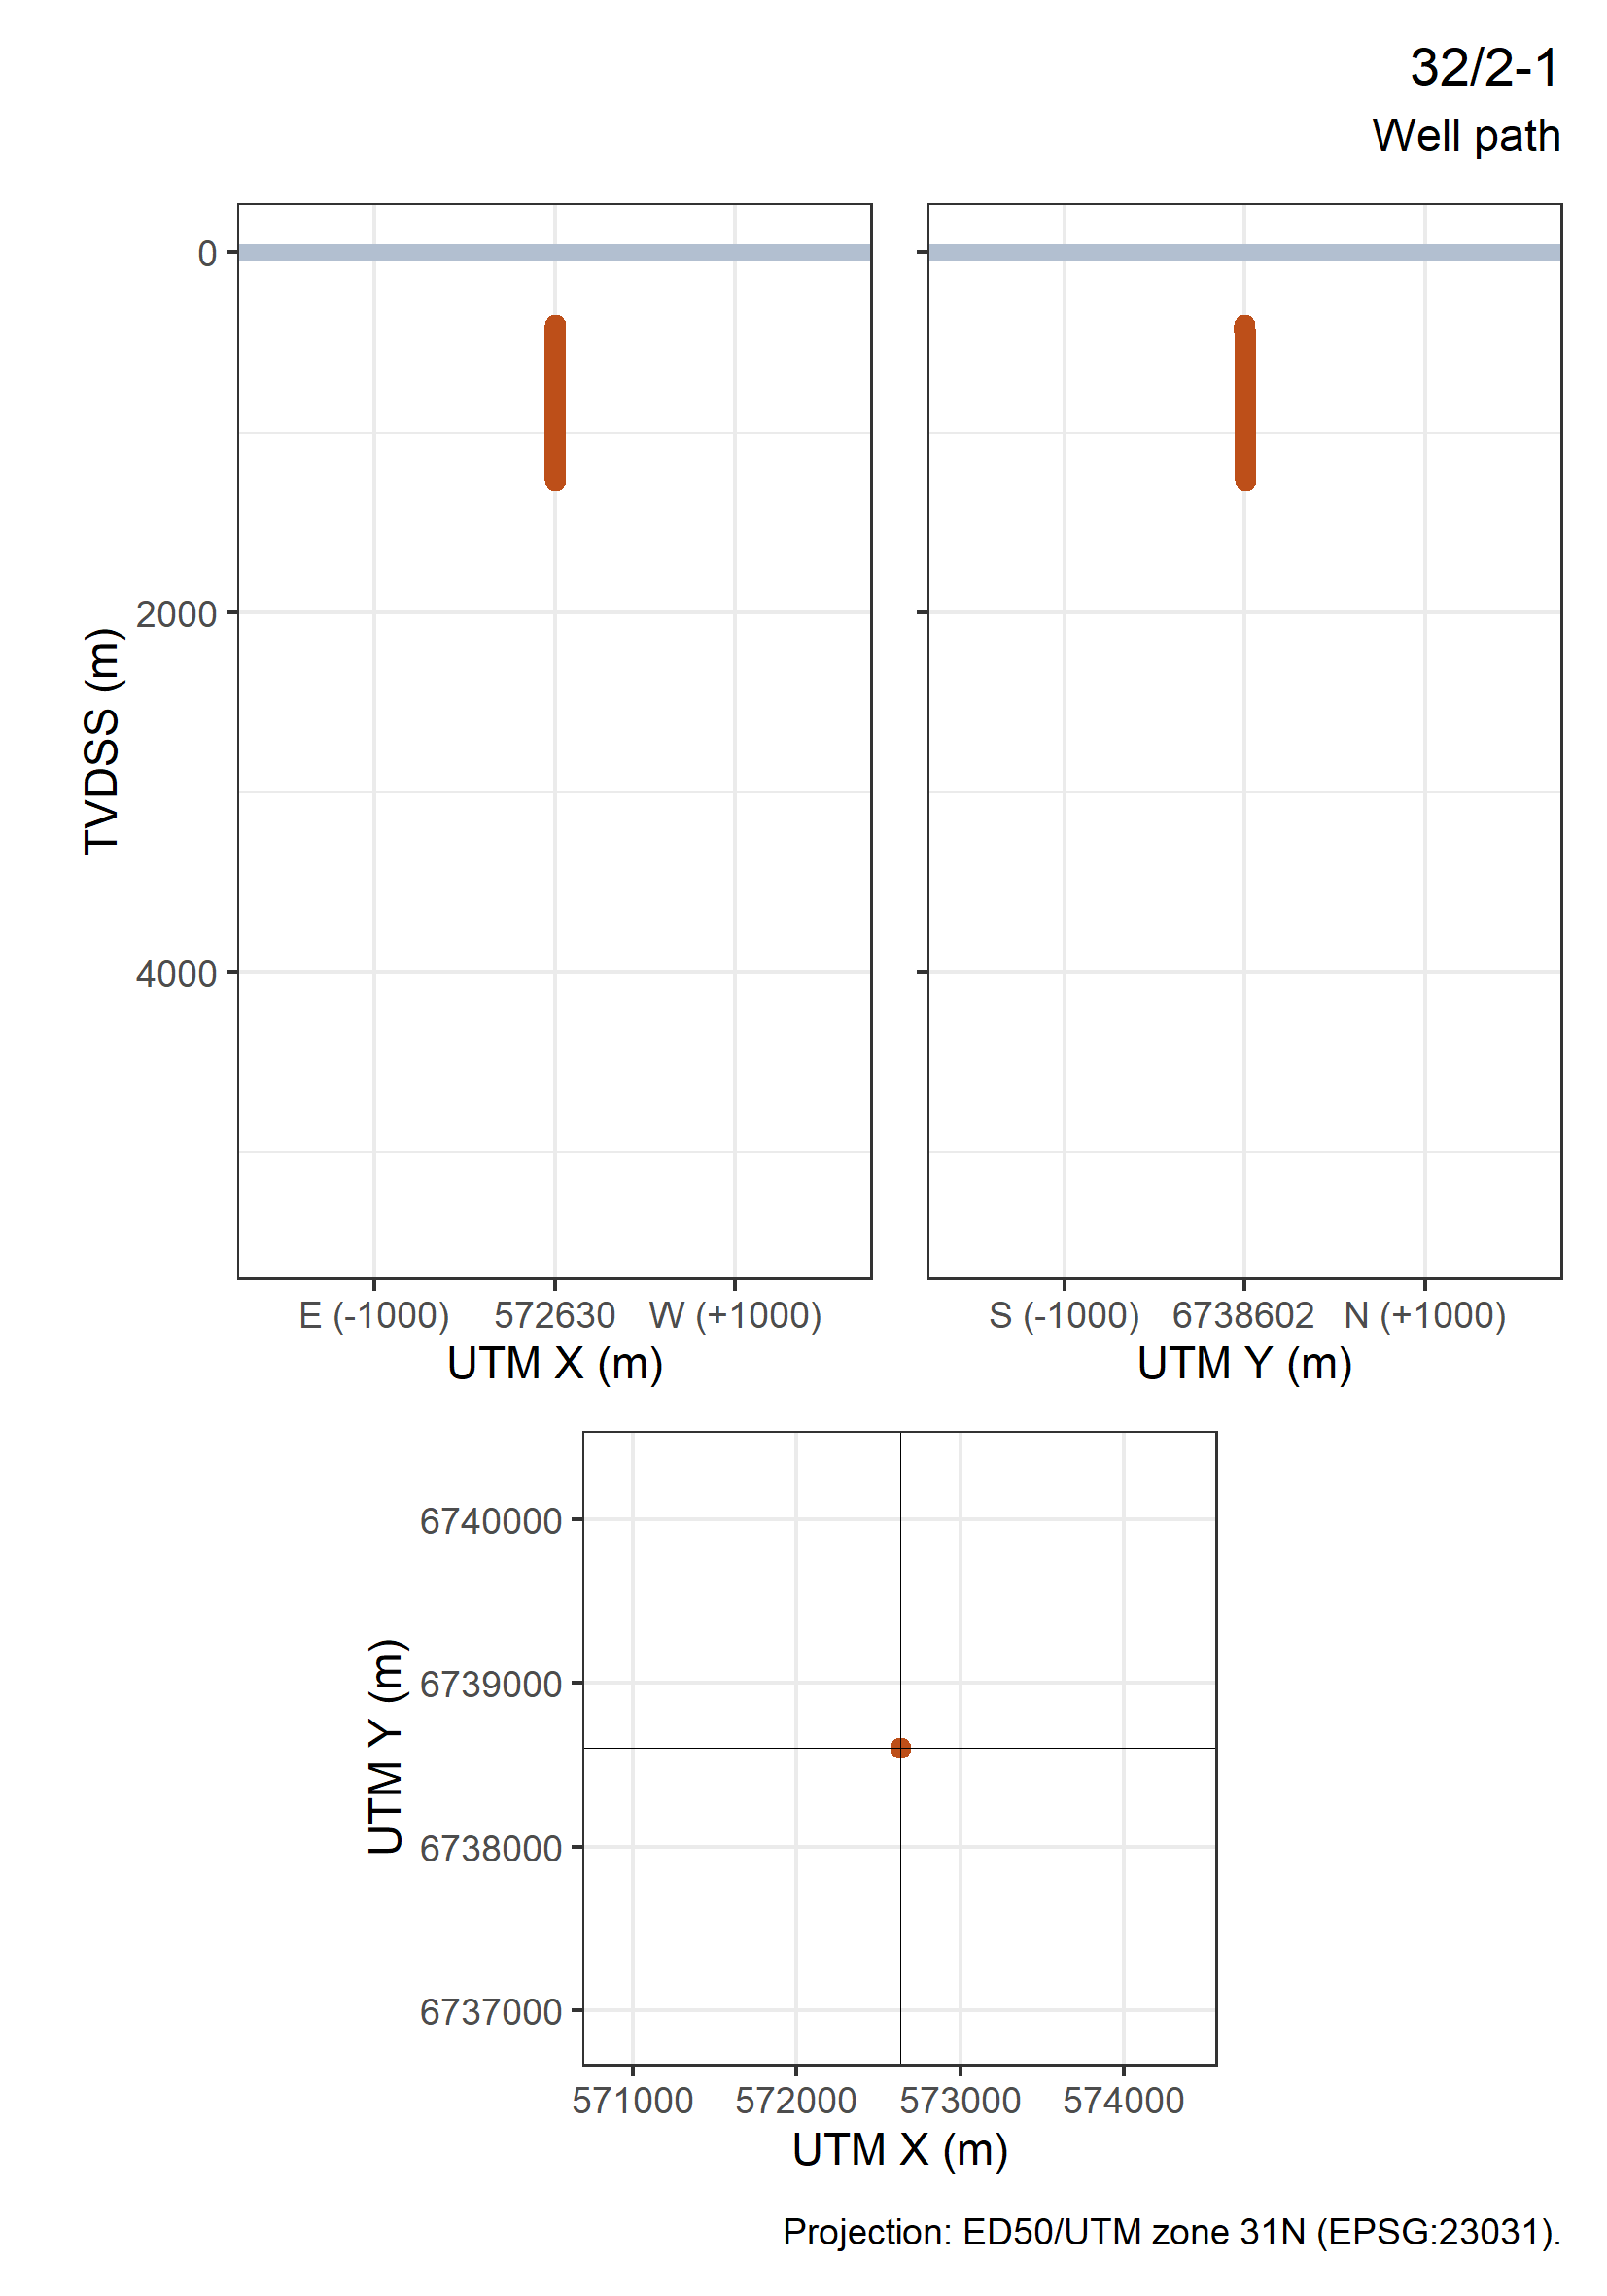 32/2-1
Well path
0
2000
4000
TVDSS (m)
E (-1000) 572630 W (+1000)
UTM X (m)
S (-1000) 6738602 N (+1000)
UTM Y (m)
6740000
6739000
6738000
6737000
UTM Y (m)
571000 572000 573000 574000
UTM X (m)
Projection: ED50/UTM zone 31N (EPSG:23031).